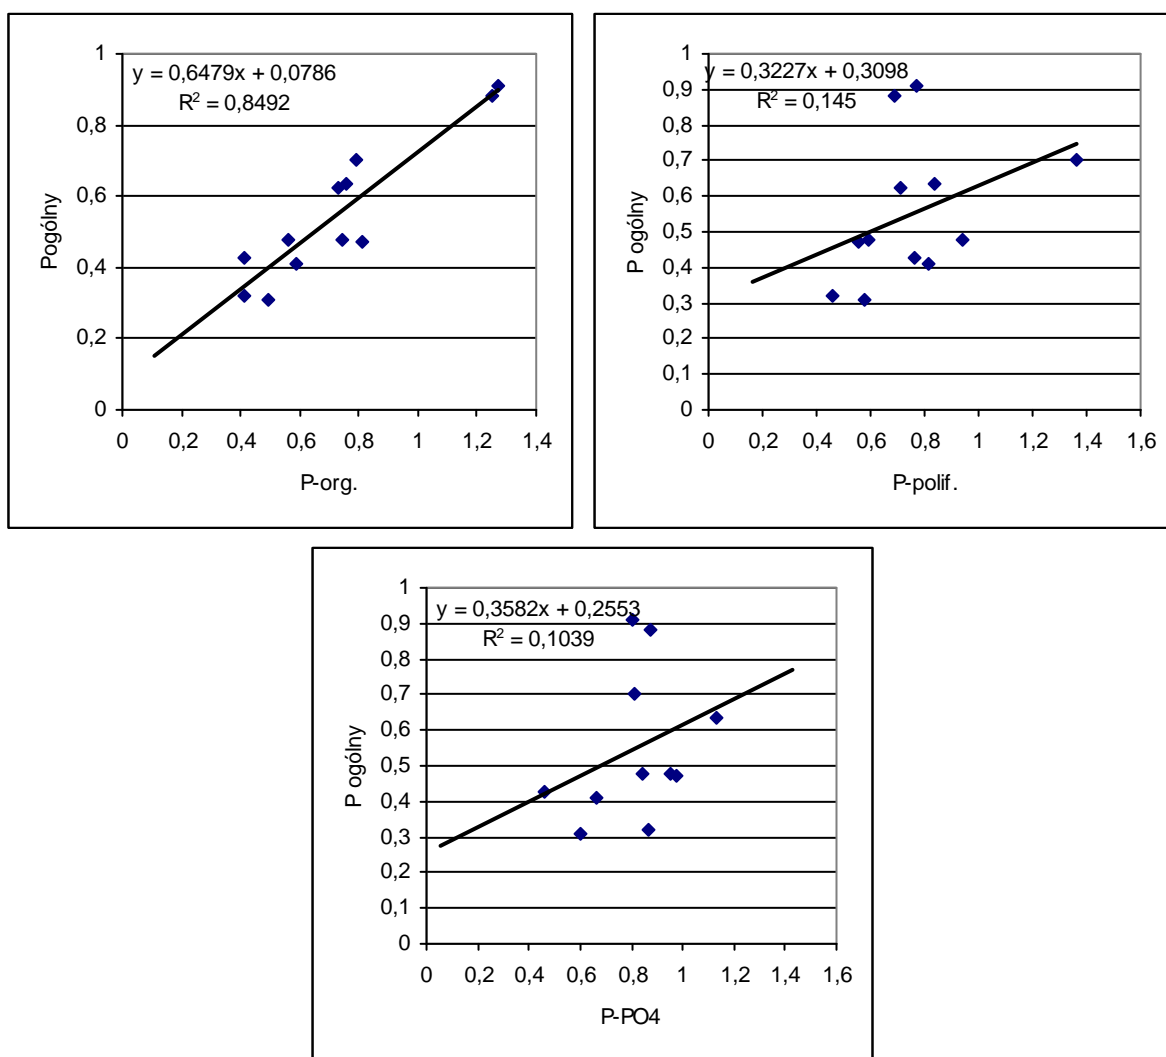 y = 0,6479x + 0,0786
R² = 0,8492
1
0,8
0,6
0,4
0,2
0
Pogólny
0 0,2 0,4 0,6 0,8 1 1,2 1,4
P-org.
y = 0,3227x + 0,3098
R² = 0,145
1
0,9
0,8
0,7
0,6
0,5
0,4
0,3
0,2
0,1
0
P ogólny
0 0,2 0,4 0,6 0,8 1 1,2 1,4 1,6
P-polif.
y = 0,3582x + 0,2553
R² = 0,1039
1
0,9
0,8
0,7
0,6
0,5
0,4
0,3
0,2
0,1
0
P ogólny
0 0,2 0,4 0,6 0,8 1 1,2 1,4 1,6
P-PO4